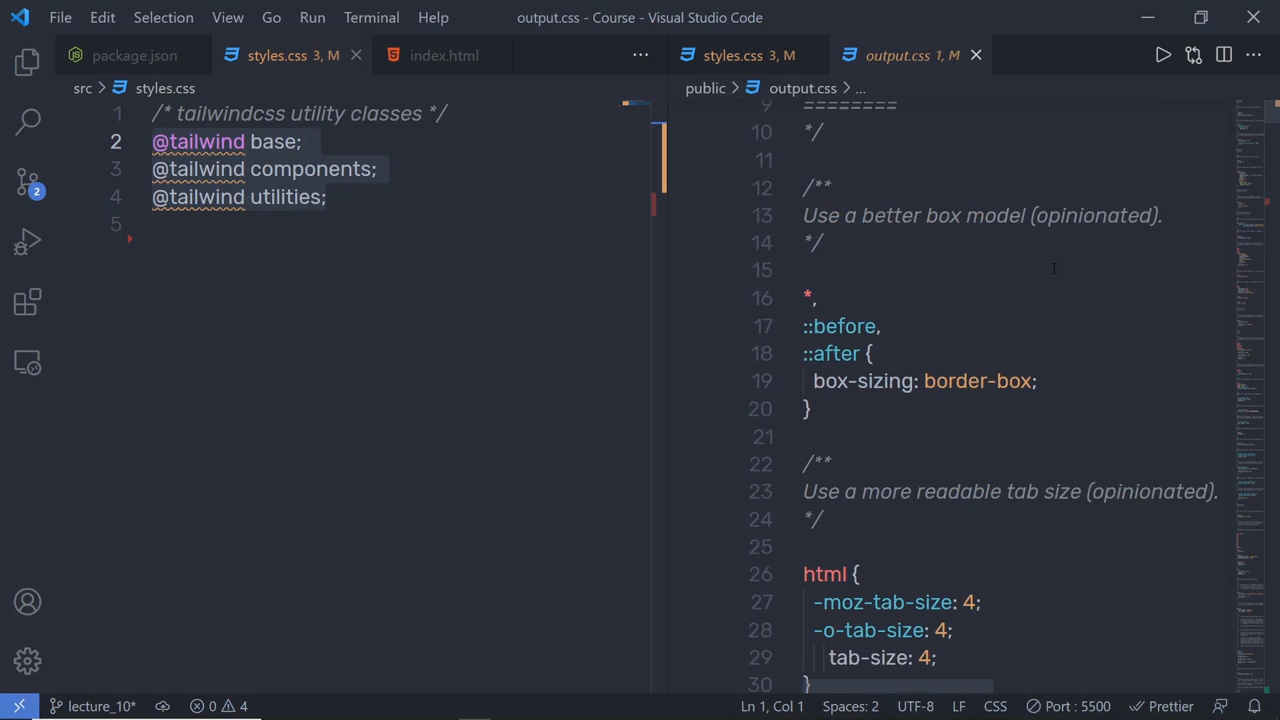 File Edit Selection View Go Run Terminal Help output.css - Course - Visual Studio Code
package.json styles.css 3, M index.html ··· styles.css 3, M output.css 1, M ···
src > styles.css
1 /* tailwindcss utility classes */
2 @tailwind base;
3 @tailwind components;
4 @tailwind utilities;
5
public > output.css > ...
9 =======
10 */
11
12 /**
13 Use a better box model (opinionated).
14 */
15
16 *,
17 ::before,
18 ::after {
19 box-sizing: border-box;
20 }
21
22 /**
23 Use a more readable tab size (opinionated).
24 */
25
26 html {
27 -moz-tab-size: 4;
28 -o-tab-size: 4;
29 tab-size: 4;
30 }
2
lecture_10* 0 4 Ln 1, Col 1 Spaces: 2 UTF-8 LF CSS Port : 5500 Prettier